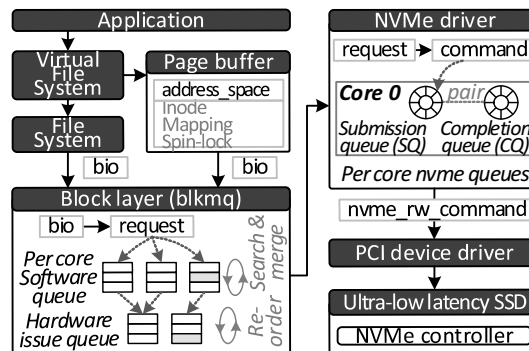 Application
Virtual
File
System
Page buffer
address_space
Inode
Mapping
Spin-lock
File
System
bio
bio
Block layer (blkmq)
bio
request
Per core
Software
queue
Search &
merge
Hardware
issue queue
Re-
order
NVMe driver
request
command
Core 0
pair
Submission
queue (SQ)
Completion
queue (CQ)
Per core nvme queues
nvme_rw_command
PCI device driver
Ultra-low latency SSD
NVMe controller